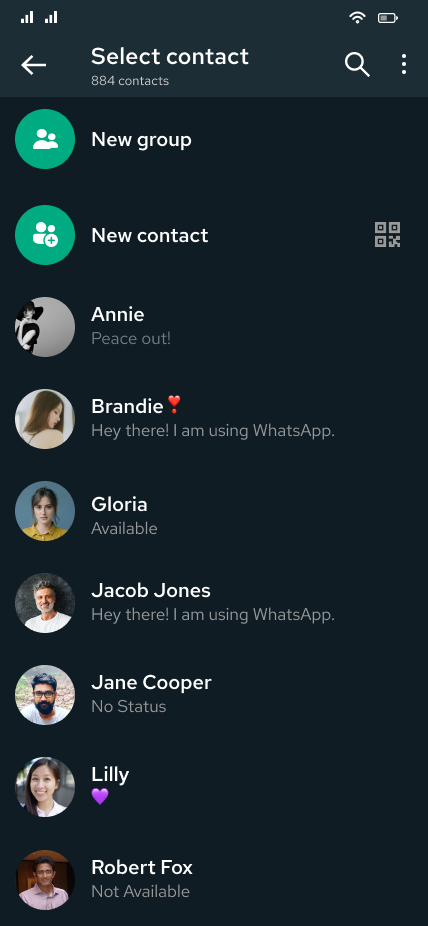 Select contact
884 contacts
New group
New contact
Annie
Peace out!
Brandie❣️
Hey there! I am using WhatsApp.
Gloria
Available
Jacob Jones
Hey there! I am using WhatsApp.
Jane Cooper
No Status
Lilly
💜
Robert Fox
Not Available